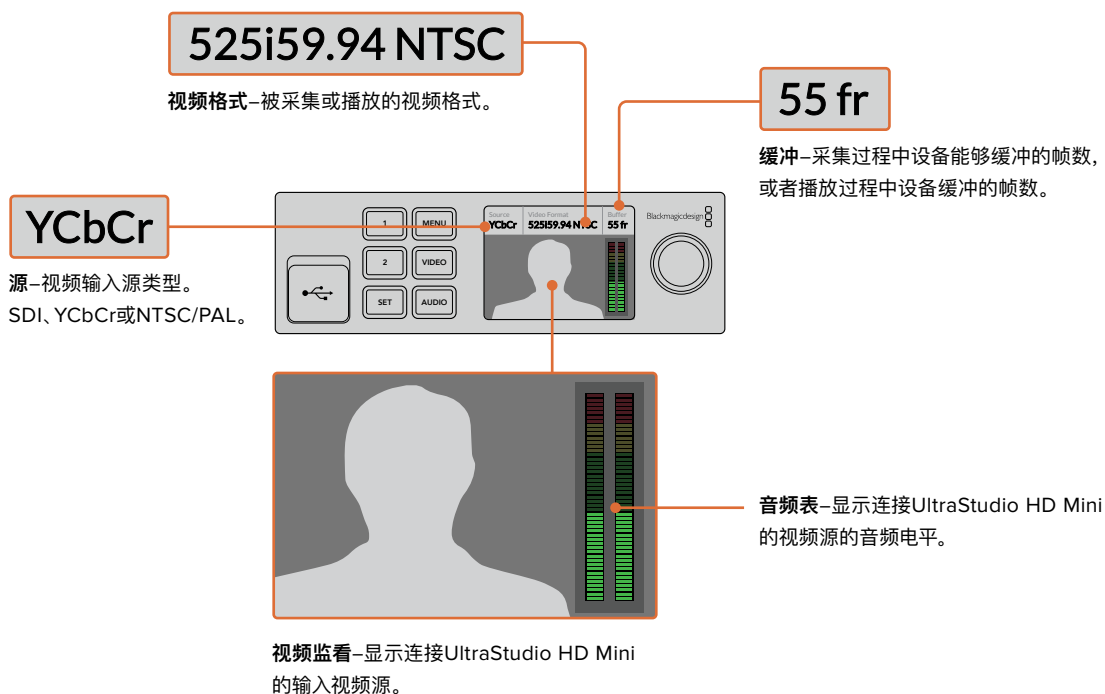 525i59.94 NTSC
视频格式–被采集或播放的视频格式。
55 fr
缓冲–采集过程中设备能够缓冲的帧数，
或者播放过程中设备缓冲的帧数。
YCbCr
源–视频输入源类型。
SDI、YCbCr或NTSC/PAL。
1
MENU
2
VIDEO
SET
AUDIO
Source
Video Format
Buffer
YCbCr
525I59.94 NTSC
55 fr
Blackmagicdesign
音频表–显示连接UltraStudio HD Mini
的视频源的音频电平。
视频监看–显示连接UltraStudio HD Mini
的输入视频源。